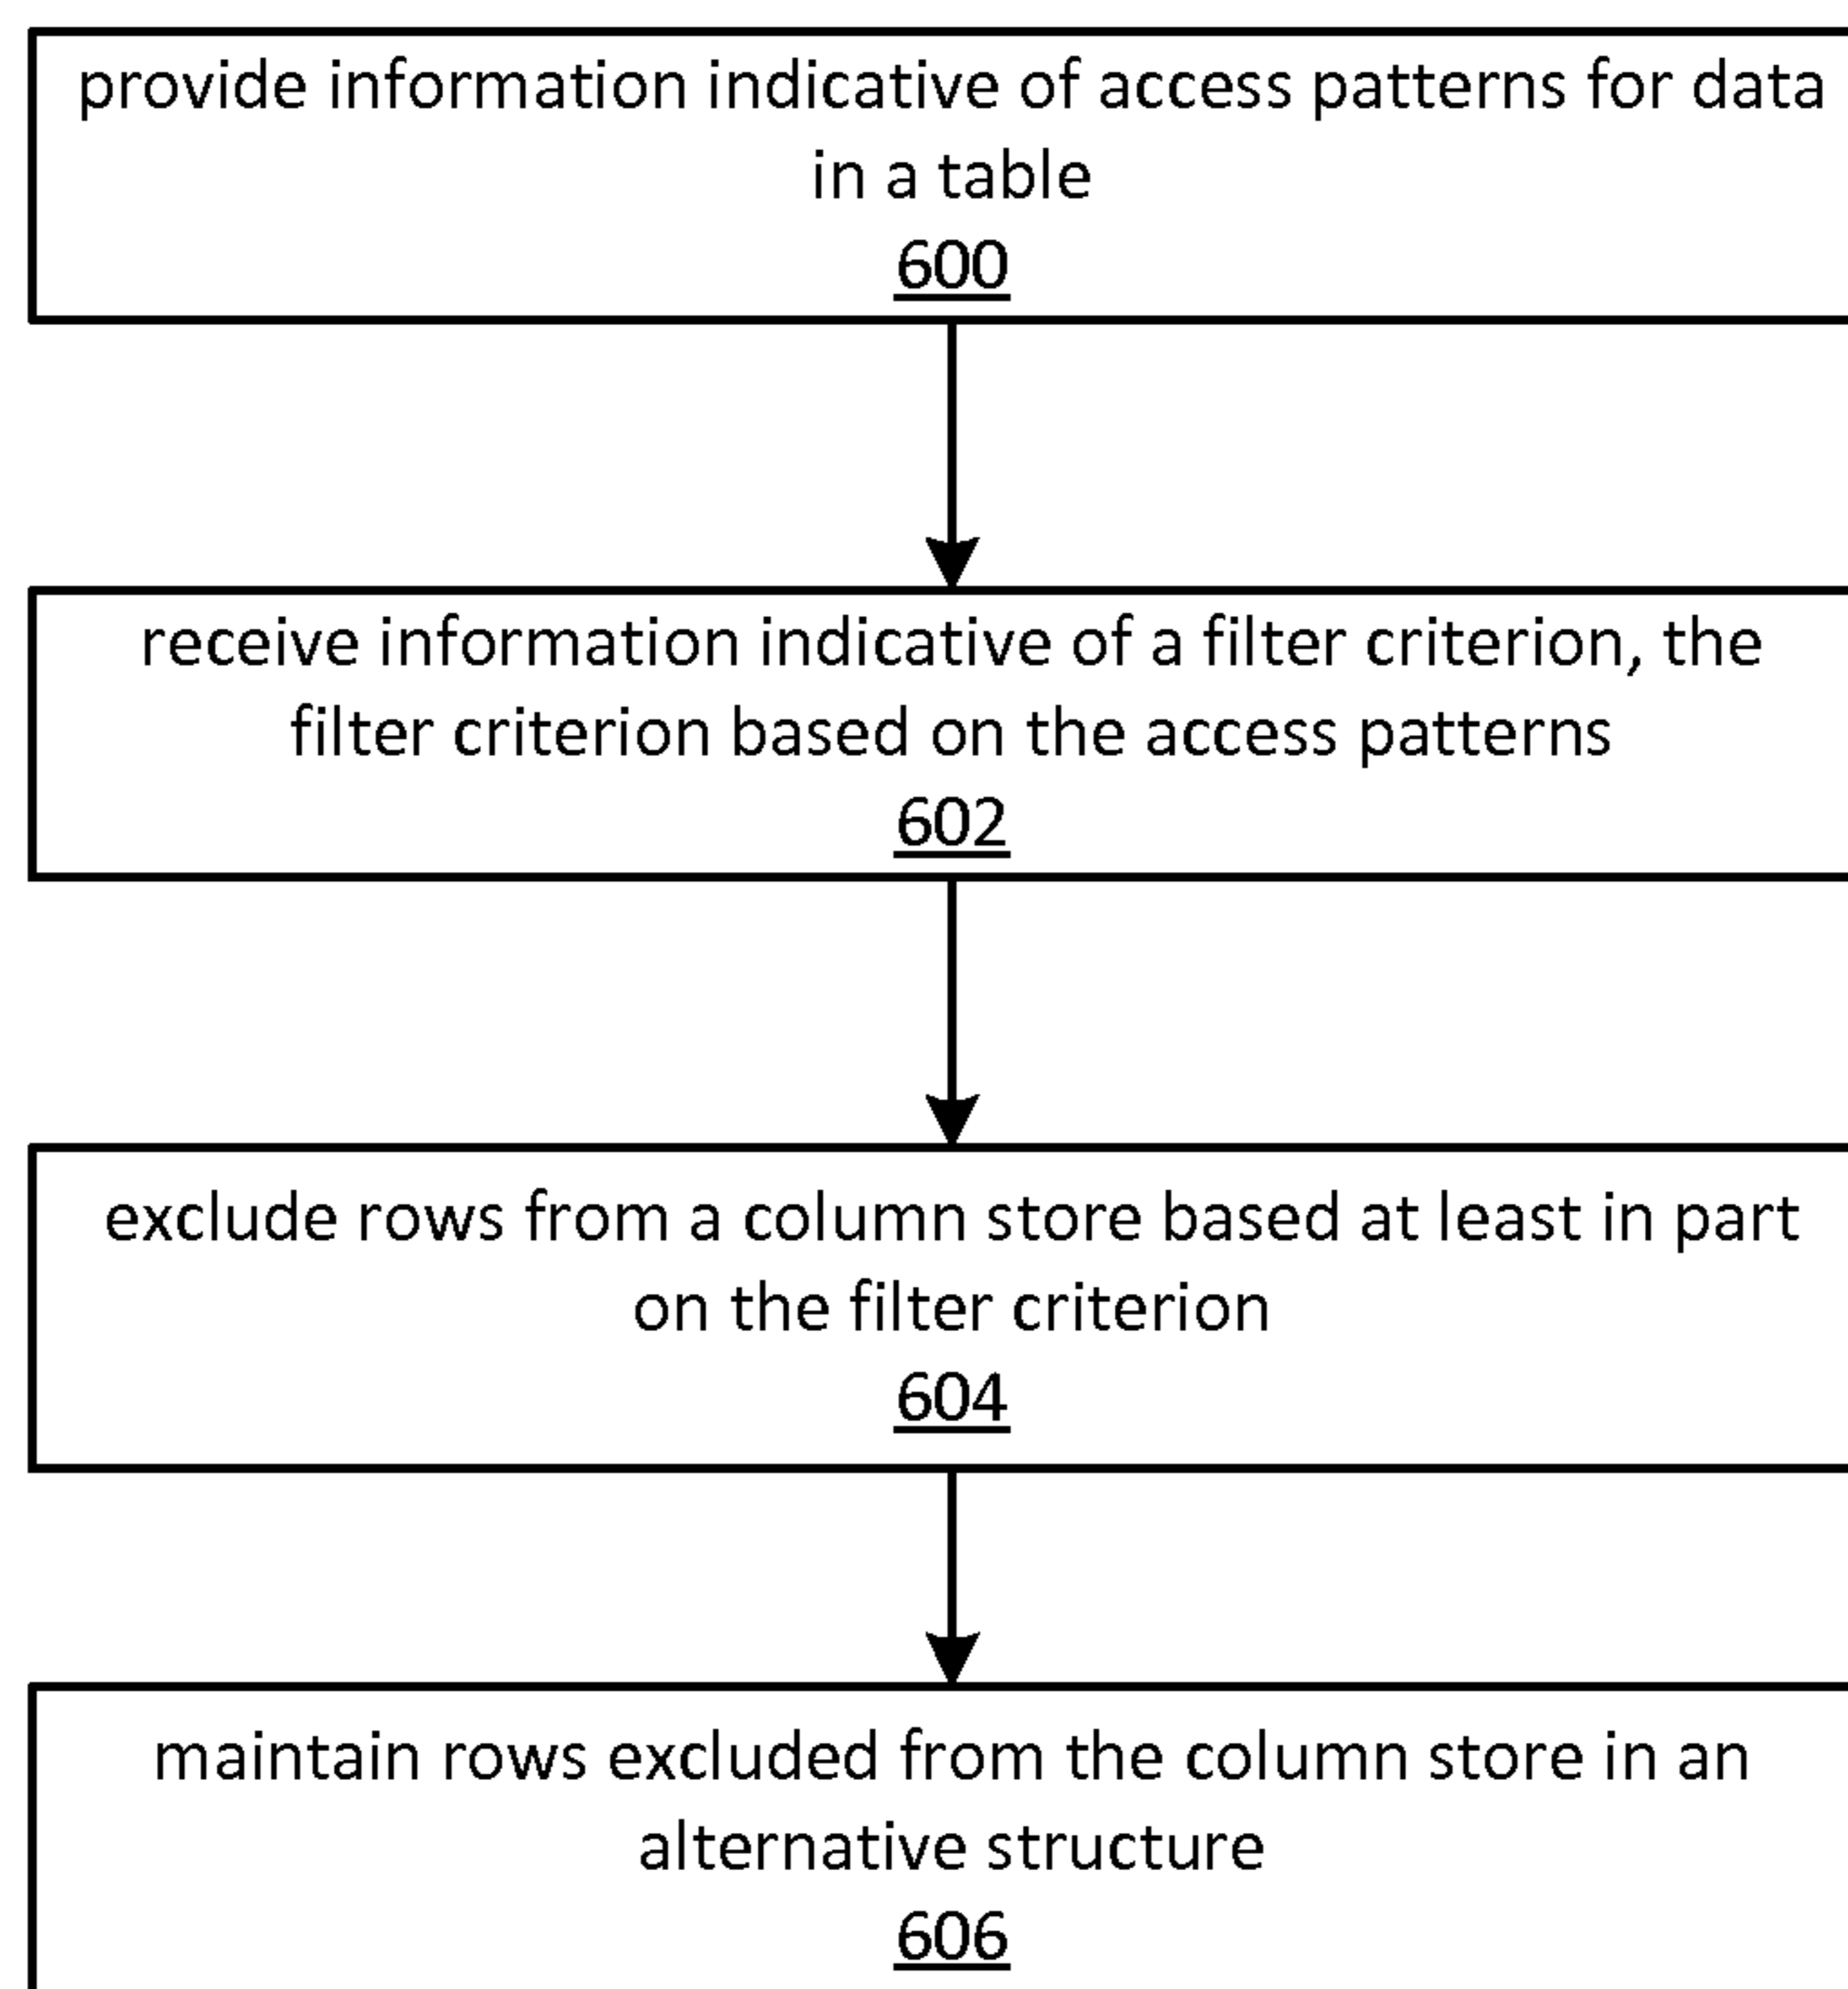 provide information indicative of access patterns for data
in a table
600
receive information indicative of a filter criterion, the
filter criterion based on the access patterns
602
exclude rows from a column store based at least in part
on the filter criterion
604
maintain rows excluded from the column store in an
alternative structure
606